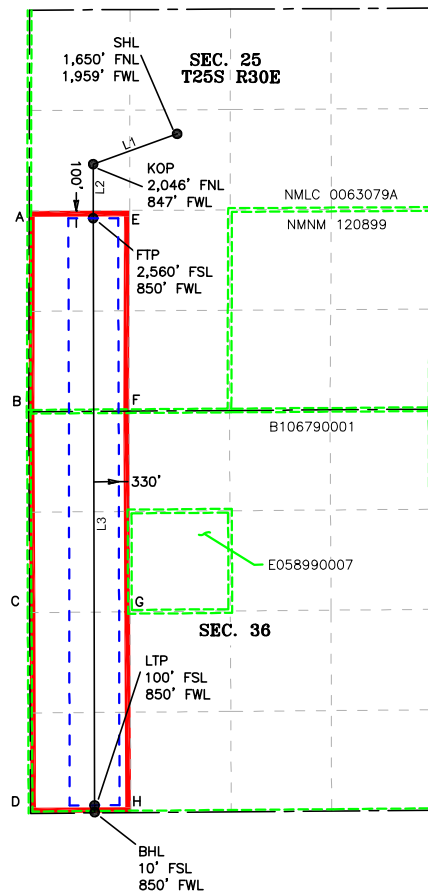 SHL
1,650' FNL
1,959' FWL
SEC. 25
T25S R30E
L1
100'
L2
KOP
2,046' FNL
847' FWL
NMLC 0063079A
A
E
NMNM 120899
FTP
2,560' FSL
850' FWL
B
F
B106790001
330'
L3
E058990007
C
G
SEC. 36
LTP
100' FSL
850' FWL
D
H
BHL
10' FSL
850' FWL